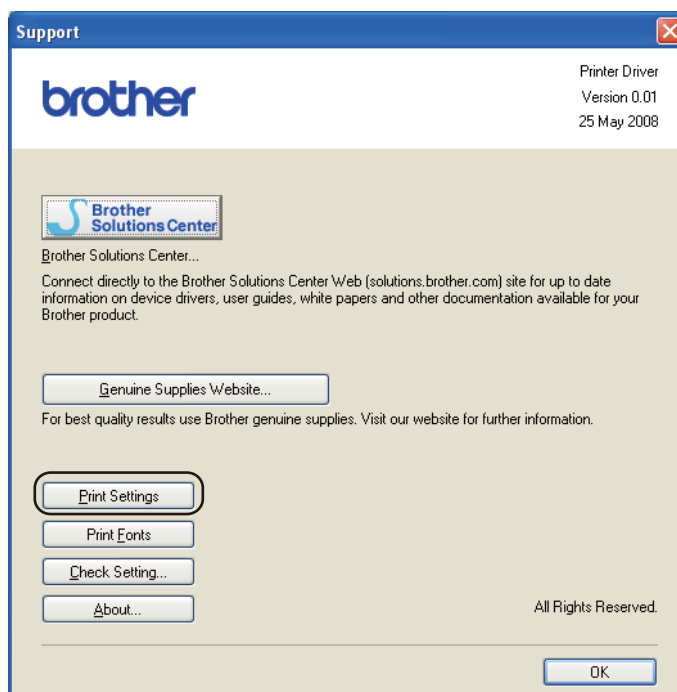 Support
brother
Printer Driver
Version 0.01
25 May 2008
Brother
Solutions Center
Brother Solutions Center...
Connect directly to the Brother Solutions Center Web (solutions.brother.com) site for up to date
information on device drivers, user guides, white papers and other documentation available for your
Brother product.
Genuine Supplies Website...
For best quality results use Brother genuine supplies. Visit our website for further information.
Print Settings
Print Fonts
Check Setting...
About...
All Rights Reserved.
OK